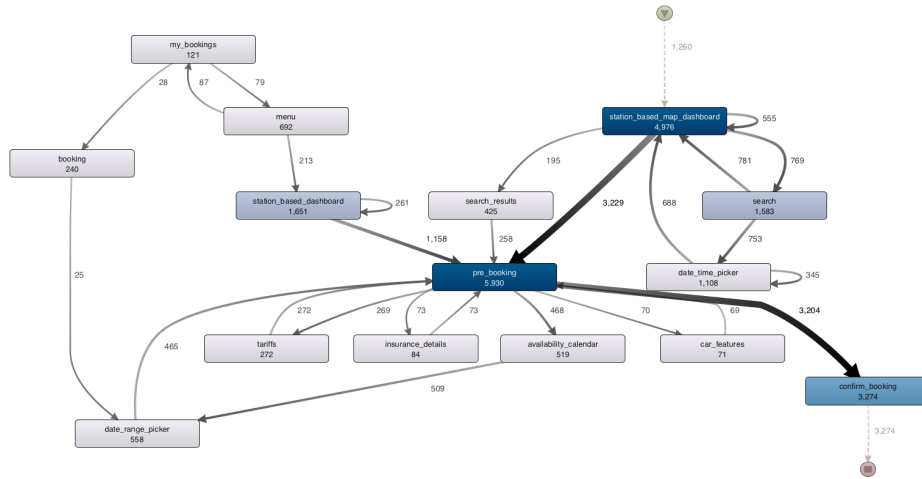 1,260
my_bookings
121
28
87
79
menu
692
station_based_map_dashboard
4,976
555
booking
240
213
195
781
769
station_based_dashboard
1,651
261
search_results
425
3,229
688
search
1,583
1,158
258
753
25
pre_booking
5,930
date_time_picker
1,108
345
465
272
269
73
73
468
70
69
3,204
tariffs
272
insurance_details
84
availability_calendar
519
car_features
71
509
confirm_booking
3,274
date_range_picker
558
3,274